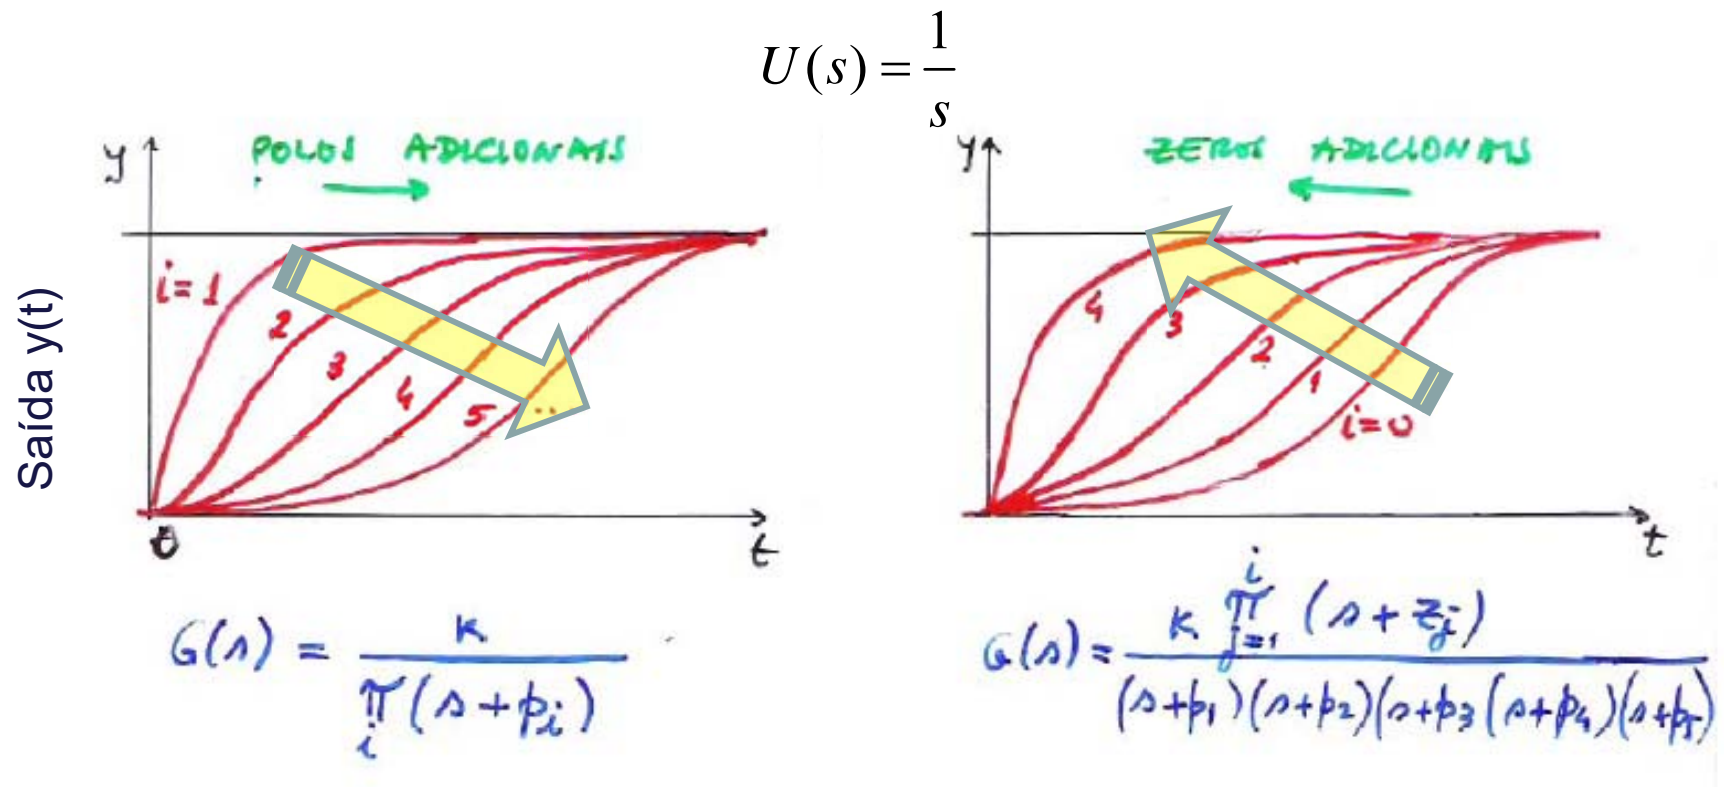 U(s) = 1/s
Saída y(t)
y
POLOS ADICIONAIS
i=1
2
3
4
5 ..
0
t
G(s) = K / ∏i (s+pi)
y
ZEROS ADICIONAIS
4
3
2
1
i=0
t
G(s) = K ∏j=1^i (s+zj) / (s+p1)(s+p2)(s+p3(s+p4)(s+p5)